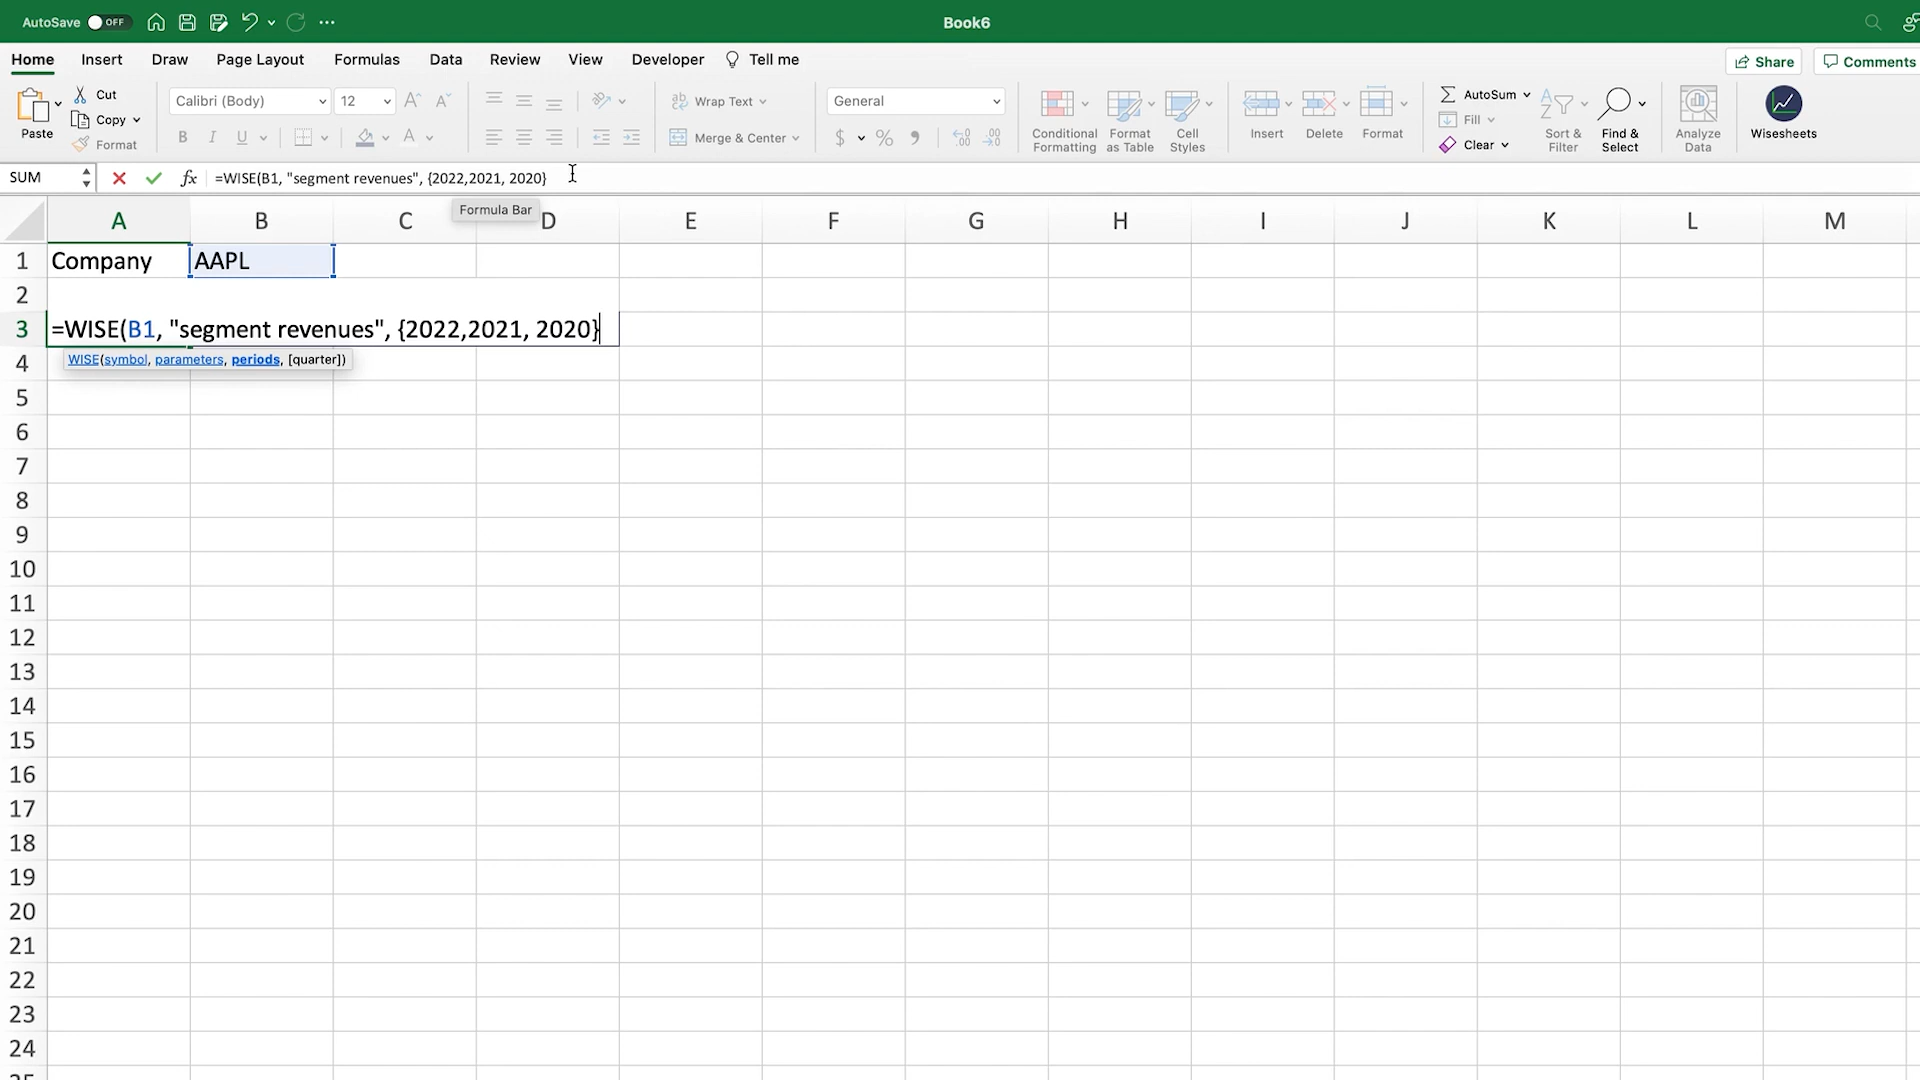 AutoSave OFF Book6
Home Insert Draw Page Layout Formulas Data Review View Developer Tell me Share Comments
Paste Cut Copy Format
Calibri (Body) 12
B I U A
Wrap Text
Merge & Center
General
$ %
Conditional Formatting
Format as Table
Cell Styles
Insert Delete Format
AutoSum
Fill
Clear
Sort & Filter
Find & Select
Analyze Data
Wisesheets
SUM fx =WISE(B1, "segment revenues", {2022,2021, 2020}
Formula Bar
A B C D E F G H I J K L M
1 Company AAPL
2
3 =WISE(B1, "segment revenues", {2022,2021, 2020}
WISE(symbol, parameters, periods, [quarter])
4
5
6
7
8
9
10
11
12
13
14
15
16
17
18
19
20
21
22
23
24